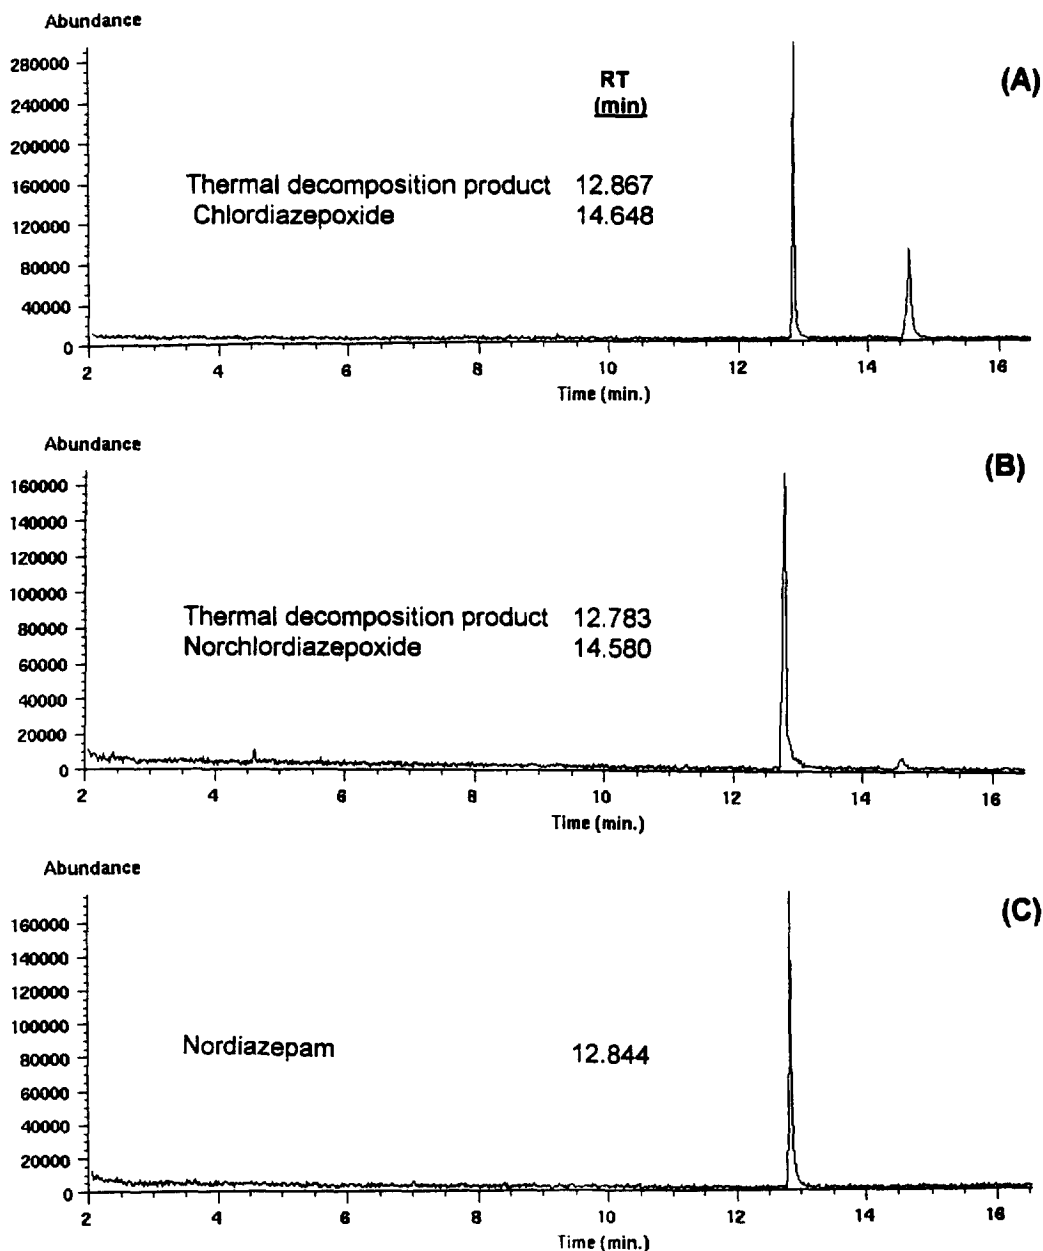 Abundance
(A)
RT
(min)
280000
240000
200000
160000
120000
80000
40000
0
Thermal decomposition product 12.867
Chlordiazepoxide 14.648
2 4 6 8 10 12 14 16
Time (min.)
Abundance
(B)
160000
140000
120000
100000
80000
60000
40000
20000
0
Thermal decomposition product 12.783
Norchlordiazepoxide 14.580
2 4 6 8 10 12 14 16
Time (min.)
Abundance
(C)
160000
140000
120000
100000
80000
60000
40000
20000
0
Nordiazepam 12.844
2 4 6 8 10 12 14 16
Time (min.)